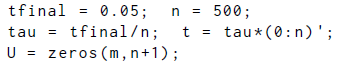 tfinal = 0.05;  n = 500;
tau = tfinal/n;  t = tau*(0:n)';
U = zeros(m,n+1);